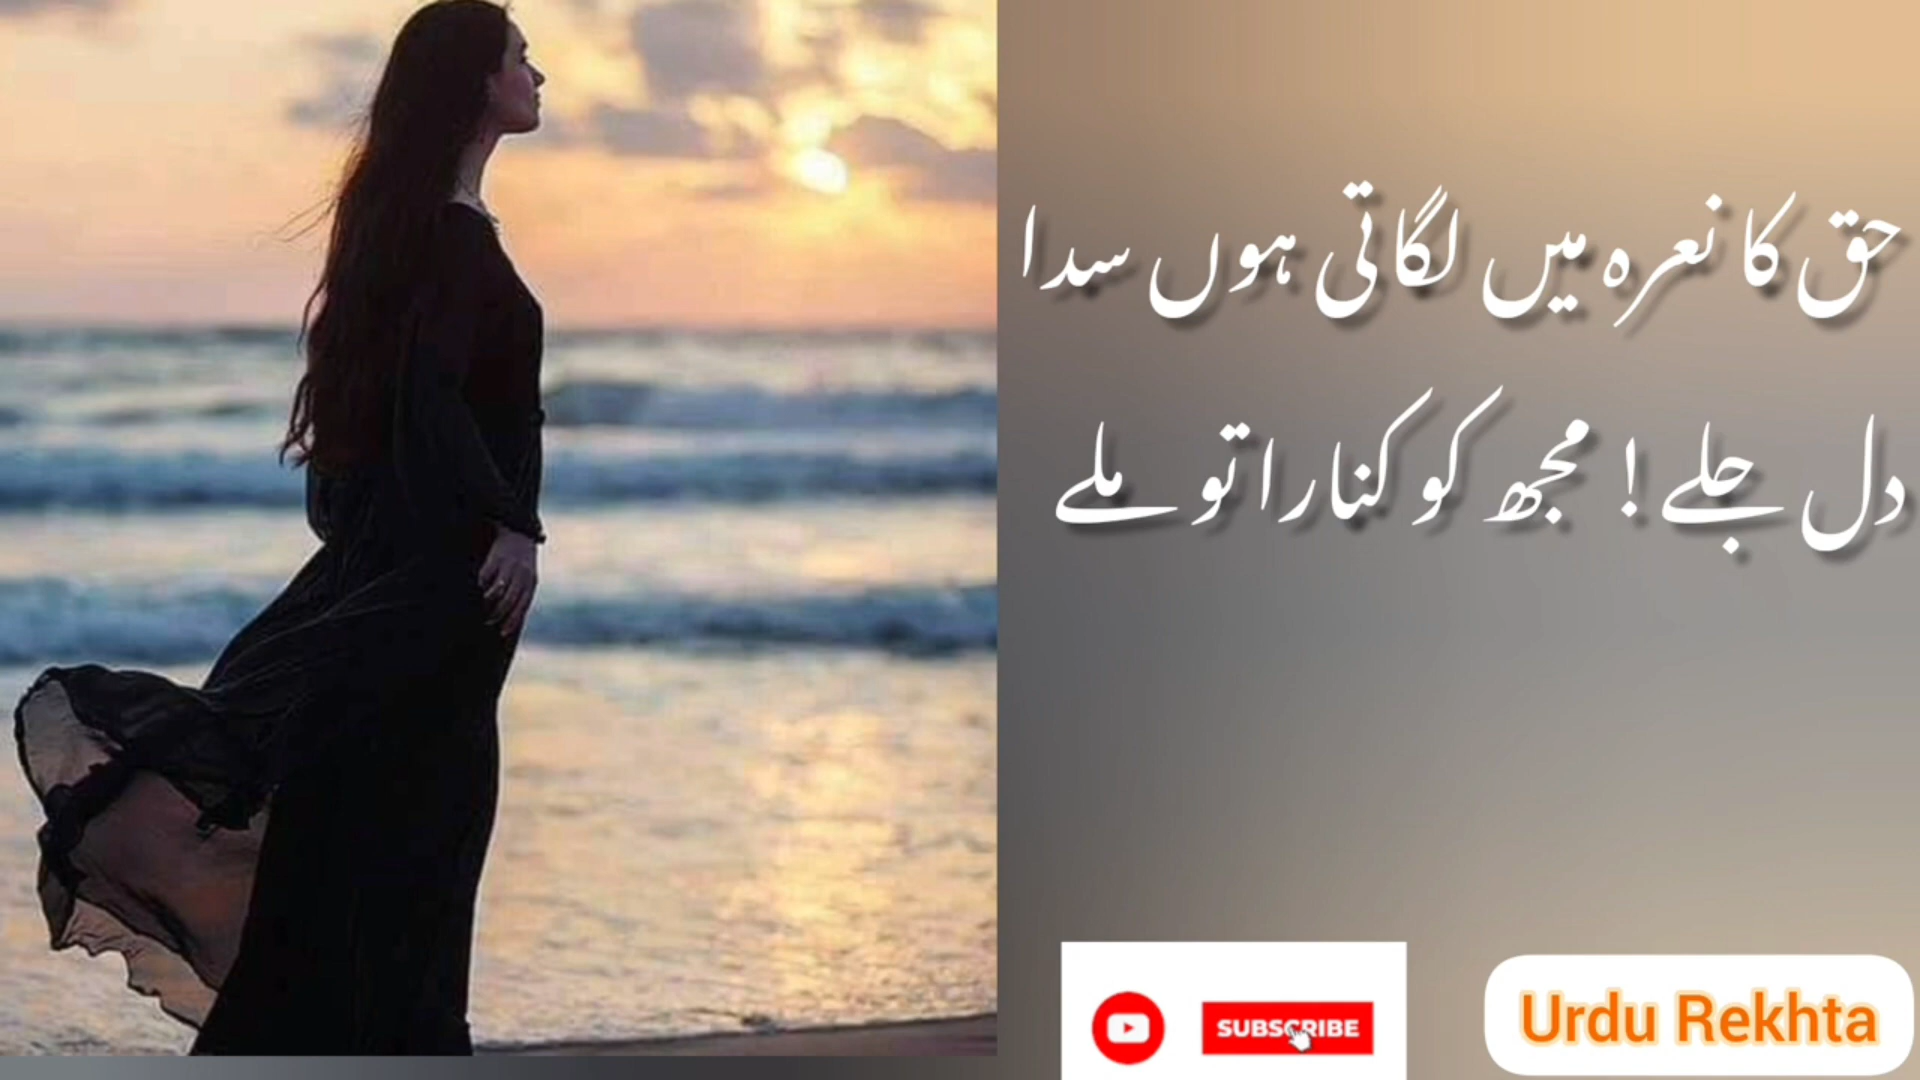 حق کا نعرہ میں لگاتی ہوں سدا
دل جلے ! مجھ کو کنارا تو ملے
SUBSCRIBE
Urdu Rekhta